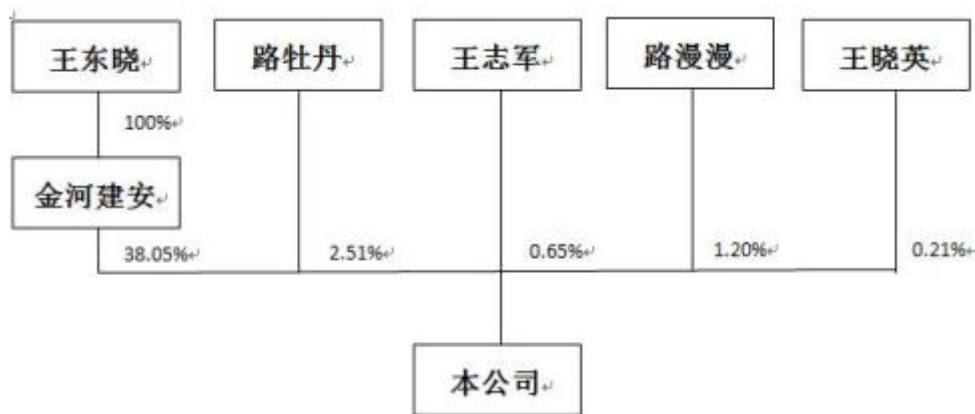 王东晓
路牡丹
王志军
路漫漫
王晓英
100%
金河建安
38.05%
2.51%
0.65%
1.20%
0.21%
本公司